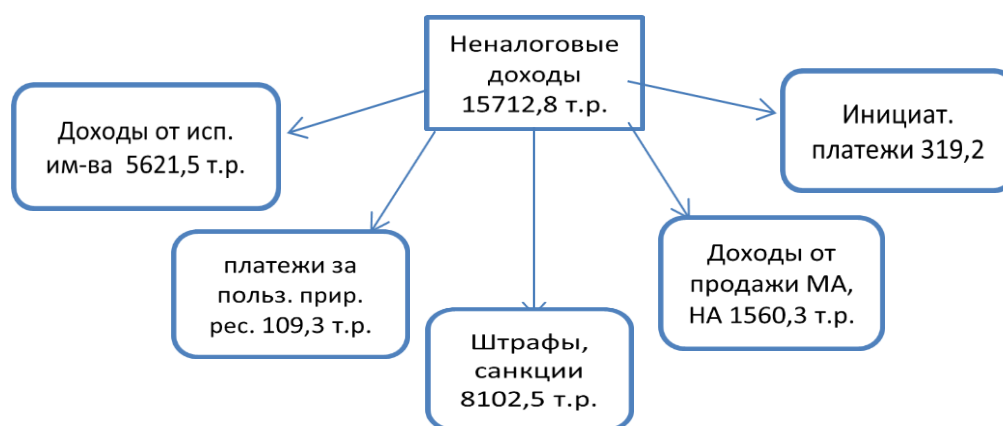 Неналоговые
доходы
15712,8 т.р.
Доходы от исп.
им-ва 5621,5 т.р.
Инициат.
платежи 319,2
платежи за
польз. прир.
рес. 109,3 т.р.
Штрафы,
санкции
8102,5 т.р.
Доходы от
продажи МА,
НА 1560,3 т.р.